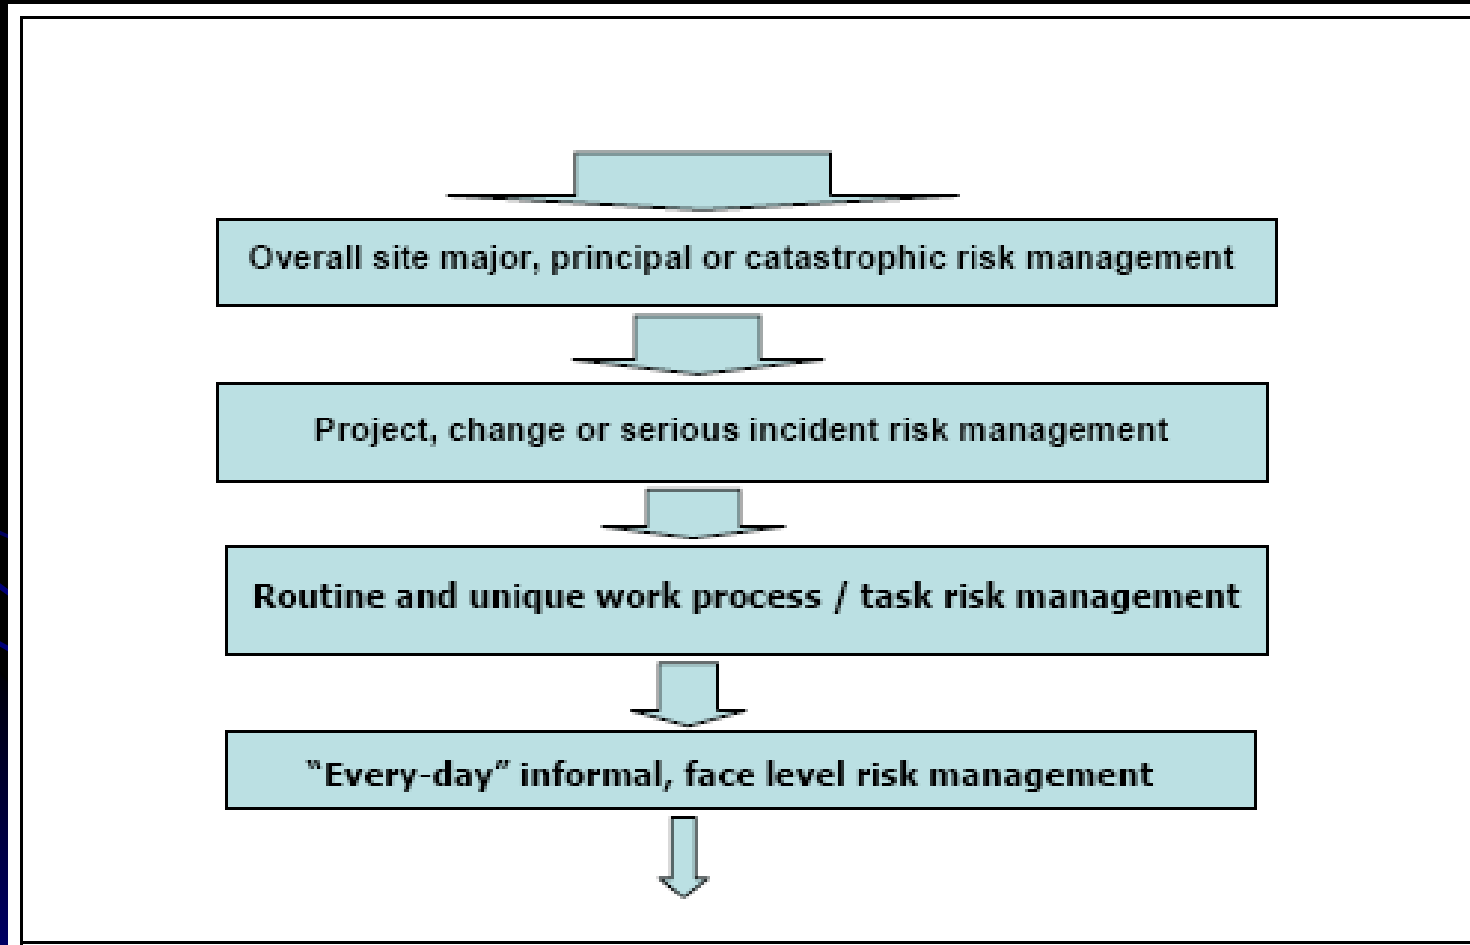 Overall site major, principal or catastrophic risk management
Project, change or serious incident risk management
Routine and unique work process / task risk management
“Every-day” informal, face level risk management